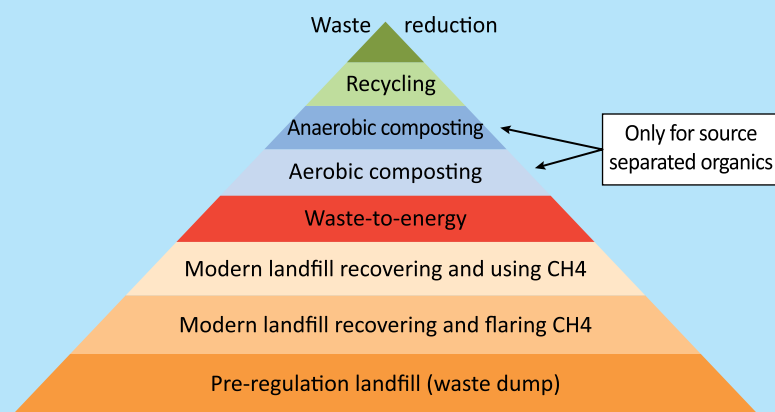 Waste reduction
Recycling
Anaerobic composting
Only for source
separated organics
Aerobic composting
Waste-to-energy
Modern landfill recovering and using CH4
Modern landfill recovering and flaring CH4
Pre-regulation landfill (waste dump)